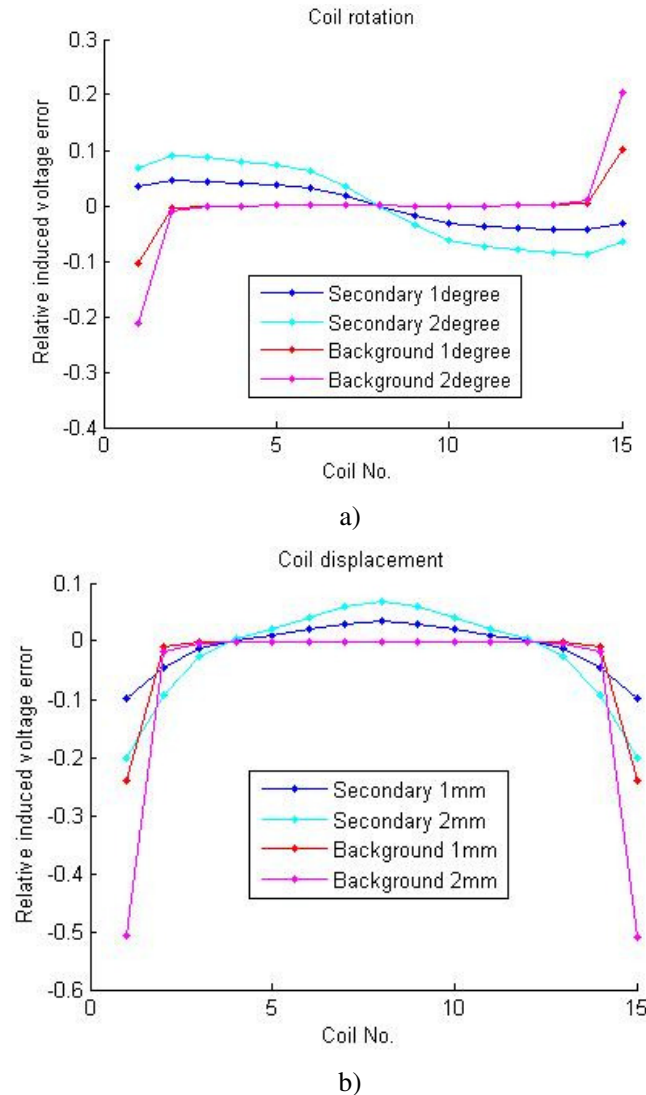 Coil rotation
0.3
0.2
0.1
0
-0.1
-0.2
-0.3
-0.4
Relative induced voltage error
Secondary 1degree
Secondary 2degree
Background 1degree
Background 2degree
0 5 10 15
Coil No.
a)
Coil displacement
0.1
0
-0.1
-0.2
-0.3
-0.4
-0.5
-0.6
Relative induced voltage error
Secondary 1mm
Secondary 2mm
Background 1mm
Background 2mm
0 5 10 15
Coil No.
b)